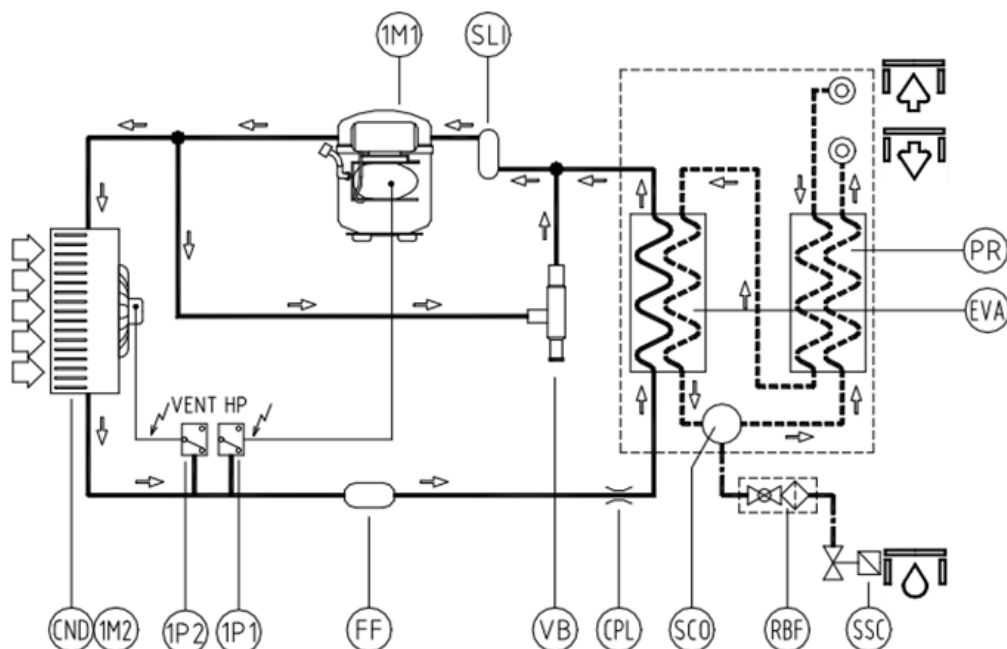 1M1
SLI
PR
EVA
VENT HP
CND 1M2 1P2 1P1 FF VB CPL SCO RBF SSC